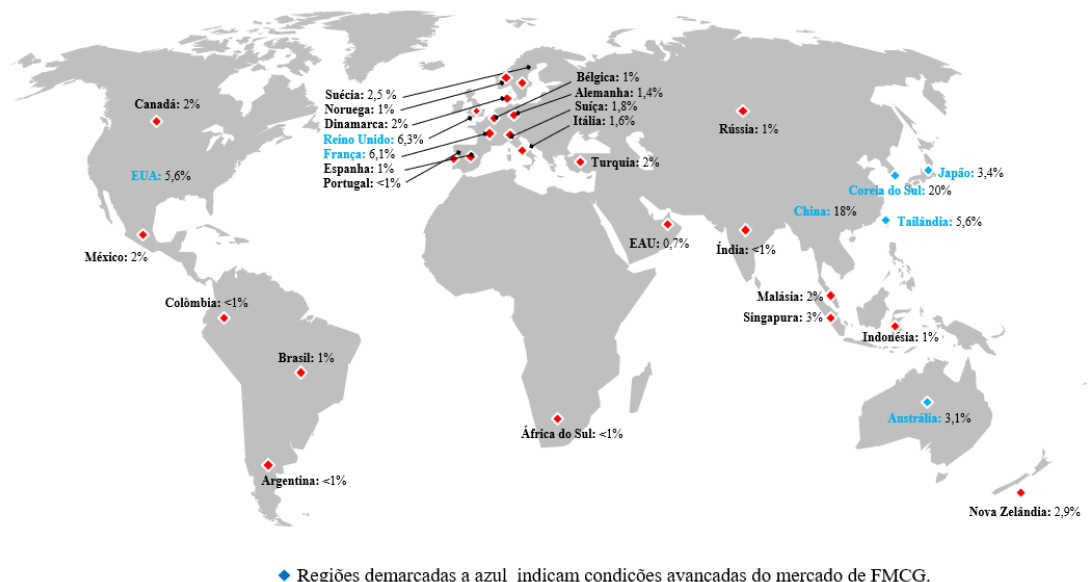 Canadá: 2%
EUA: 5,6%
México: 2%
Colômbia: <1%
Brasil: 1%
Argentina: <1%
Suécia: 2,5 %
Noruega: 1%
Dinamarca: 2%
Reino Unido: 6,3%
França: 6,1%
Espanha: 1%
Portugal: <1%
Bélgica: 1%
Alemanha: 1,4%
Suíça: 1,8%
Itália: 1,6%
Turquia: 2%
EAU: 0,7%
África do Sul: <1%
Rússia: 1%
Japão: 3,4%
Coreia do Sul: 20%
China: 18%
Tailândia: 5,6%
Índia: <1%
Malásia: 2%
Singapura: 3%
Indonésia: 1%
Austrália: 3,1%
Nova Zelândia: 2,9%
Regiões demarcadas a azul indicam condições avançadas do mercado de FMCG.